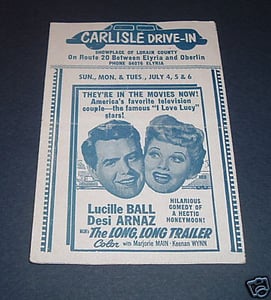 CARLISLE DRIVE-IN
SHOWPLACE OF LORAIN COUNTY
On Route 20 Between Elyria and Oberlin
PHONE 94075 ELYRIA
SUN., MON. & TUES., JULY 4, 5 & 6
THEY'RE IN THE MOVIES NOW!
America's favorite television
couple—the famous "I Love Lucy"
stars!
Lucille BALL
Desi ARNAZ
HILARIOUS
COMEDY OF
A HECTIC
HONEYMOON!
MGM's The LONG, LONG TRAILER
Color with Marjorie MAIN · Keenan WYNN